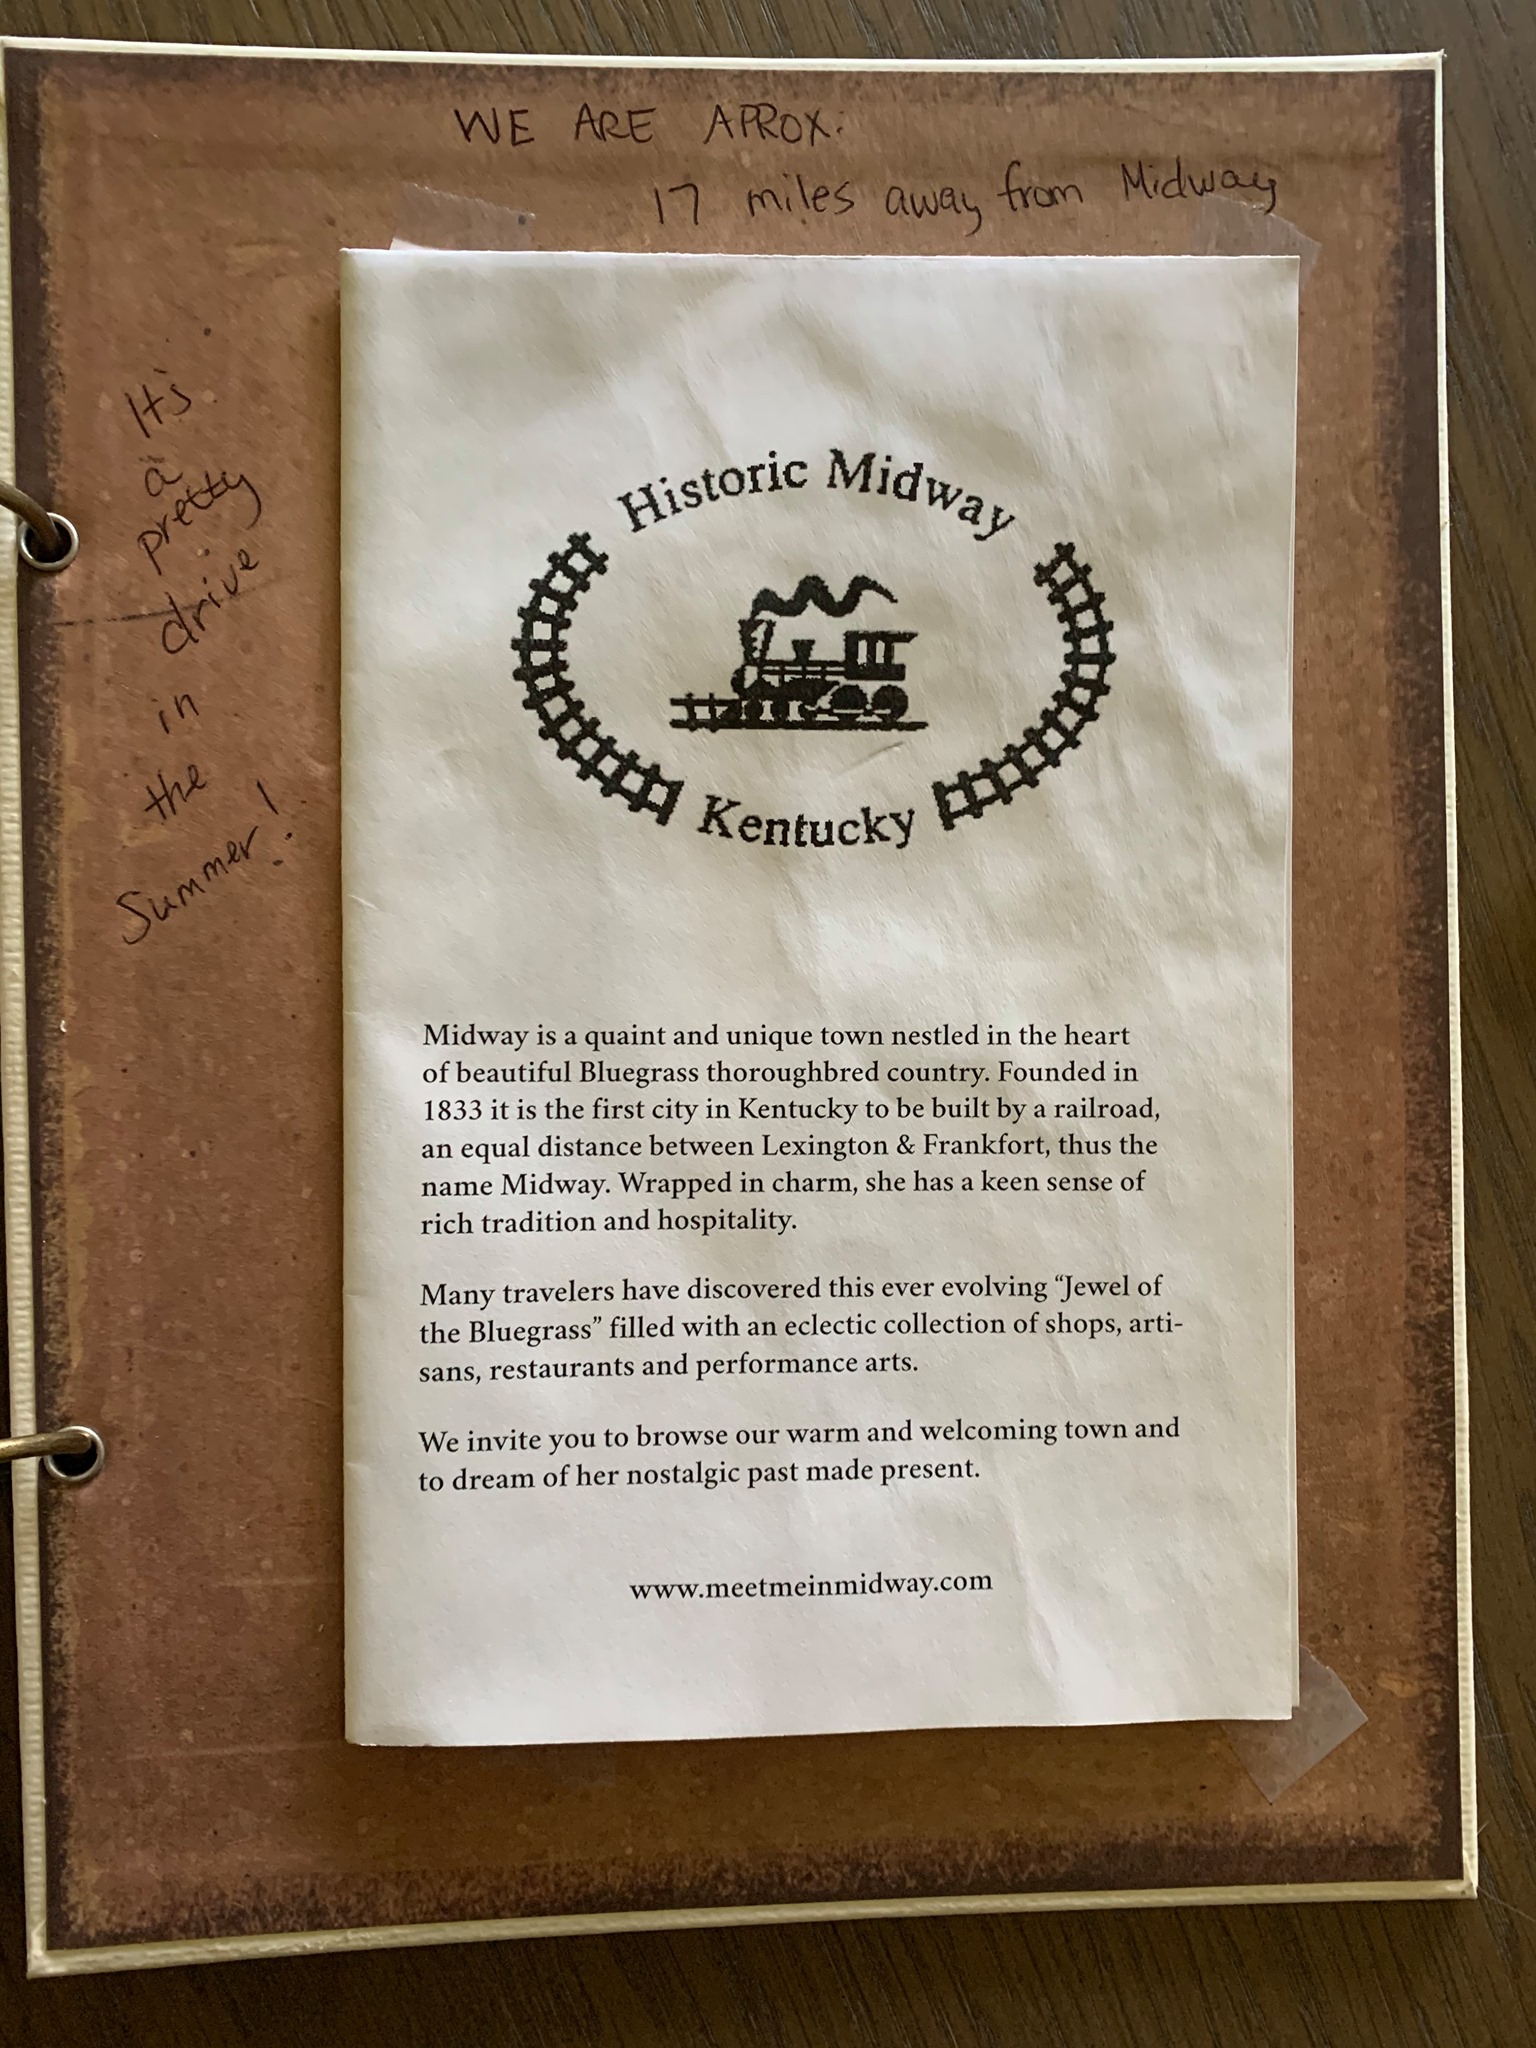 WE ARE APROX:
17 miles away from Midway
It's
a
pretty
drive
in
the
Summer!
Historic Midway
Kentucky
Midway is a quaint and unique town nestled in the heart
of beautiful Bluegrass thoroughbred country. Founded in
1833 it is the first city in Kentucky to be built by a railroad,
an equal distance between Lexington & Frankfort, thus the
name Midway. Wrapped in charm, she has a keen sense of
rich tradition and hospitality.
Many travelers have discovered this ever evolving “Jewel of
the Bluegrass” filled with an eclectic collection of shops, arti-
sans, restaurants and performance arts.
We invite you to browse our warm and welcoming town and
to dream of her nostalgic past made present.
www.meetmeinmidway.com